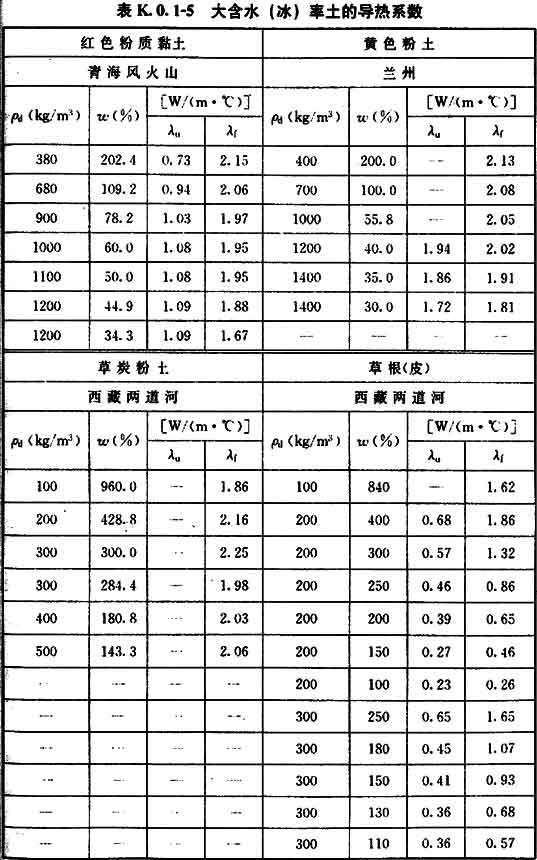 表 K.0.1-5 大含水（冰）率土的导热系数
红色粉质黏土 黄色粉土
青海风火山 兰州
ρd (kg/m³) w(%) [W/(m·℃)] ρd (kg/m³) w(%) [W/(m·℃)]
λu λf λu λf
380 202.4 0.73 2.15 400 200.0 — 2.13
680 109.2 0.94 2.06 700 100.0 — 2.08
900 78.2 1.03 1.97 1000 55.8 — 2.05
1000 60.0 1.08 1.95 1200 40.0 1.94 2.02
1100 50.0 1.08 1.95 1400 35.0 1.86 1.91
1200 44.9 1.09 1.88 1400 30.0 1.72 1.81
1200 34.3 1.09 1.67 — — — —
草炭粉土 草根(皮)
西藏两道河 西藏两道河
ρd (kg/m³) w(%) [W/(m·℃)] ρd (kg/m³) w(%) [W/(m·℃)]
λu λf λu λf
100 960.0 — 1.86 100 840 — 1.62
200 428.8 — 2.16 200 400 0.68 1.86
300 300.0 — 2.25 200 300 0.57 1.32
300 284.4 — 1.98 200 250 0.46 0.86
400 180.8 — 2.03 200 200 0.39 0.65
500 143.3 — 2.06 200 150 0.27 0.46
— — — — 200 100 0.23 0.26
— — — — 300 250 0.65 1.65
— — — — 300 180 0.45 1.07
— — — — 300 150 0.41 0.93
— — — — 300 130 0.36 0.68
— — — — 300 110 0.36 0.57